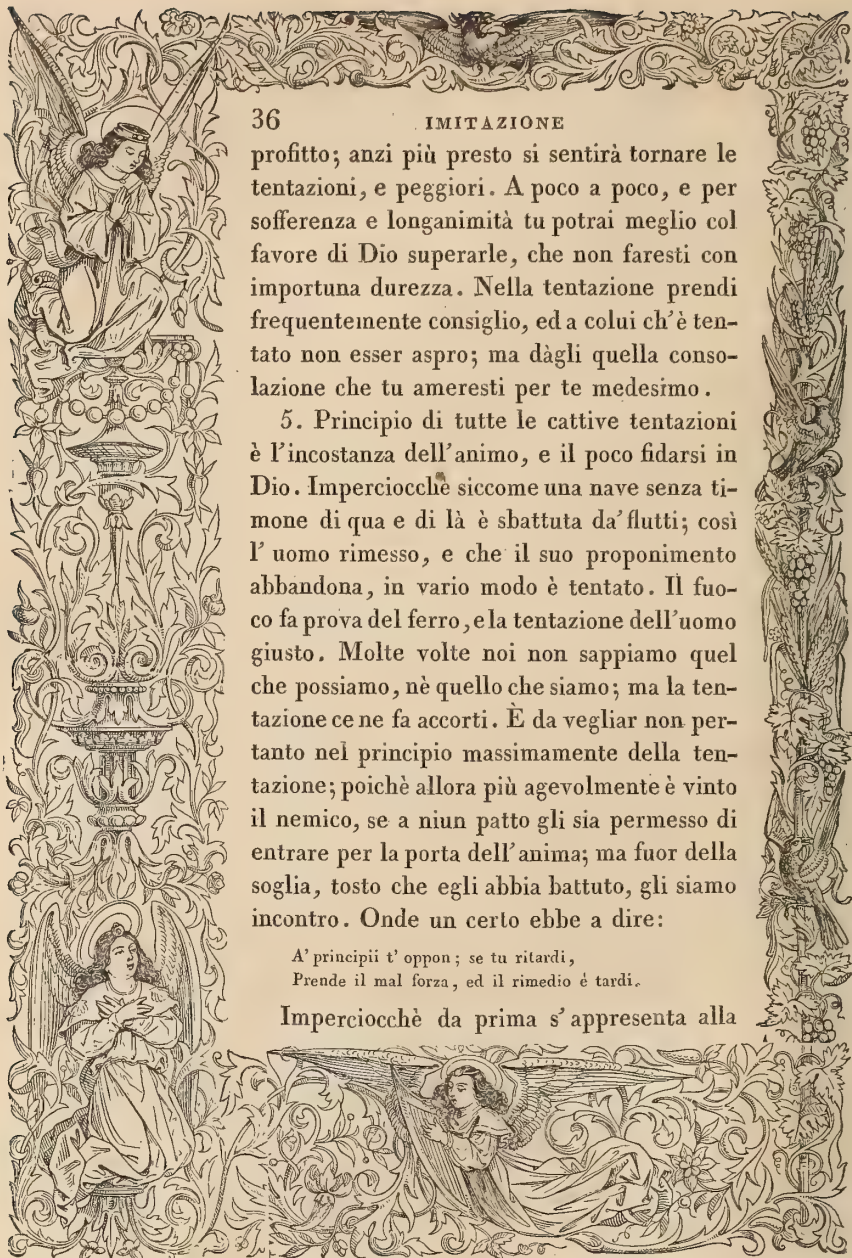 36 IMITAZIONE
profitto; anzi più presto si sentirà tornare le
tentazioni, e peggiori. A poco a poco, e per
sofferenza e longanimità tu potrai meglio col
favore di Dio superarle, che non faresti con
importuna durezza. Nella tentazione prendi
frequentemente consiglio, ed a colui ch'è ten-
tato non esser aspro; ma dàgli quella conso-
lazione che tu ameresti per te medesimo.
5. Principio di tutte le cattive tentazioni
è l'incostanza dell'animo, e il poco fidarsi in
Dio. Imperciocchè siccome una nave senza ti-
mone di qua e di là è sbattuta da' flutti; così
l' uomo rimesso, e che il suo proponimento
abbandona, in vario modo è tentato. Il fuo-
co fa prova del ferro, e la tentazione dell'uomo
giusto. Molte volte noi non sappiamo quel
che possiamo, nè quello che siamo; ma la ten-
tazione ce ne fa accorti. È da vegliar non per-
tanto nel principio massimamente della ten-
tazione; poichè allora più agevolmente è vinto
il nemico, se a niun patto gli sia permesso di
entrare per la porta dell'anima; ma fuor della
soglia, tosto che egli abbia battuto, gli siamo
incontro. Onde un certo ebbe a dire:
A' principii t' oppon; se tu ritardi,
Prende il mal forza, ed il rimedio é tardi.
Imperciocchè da prima s' appresenta alla